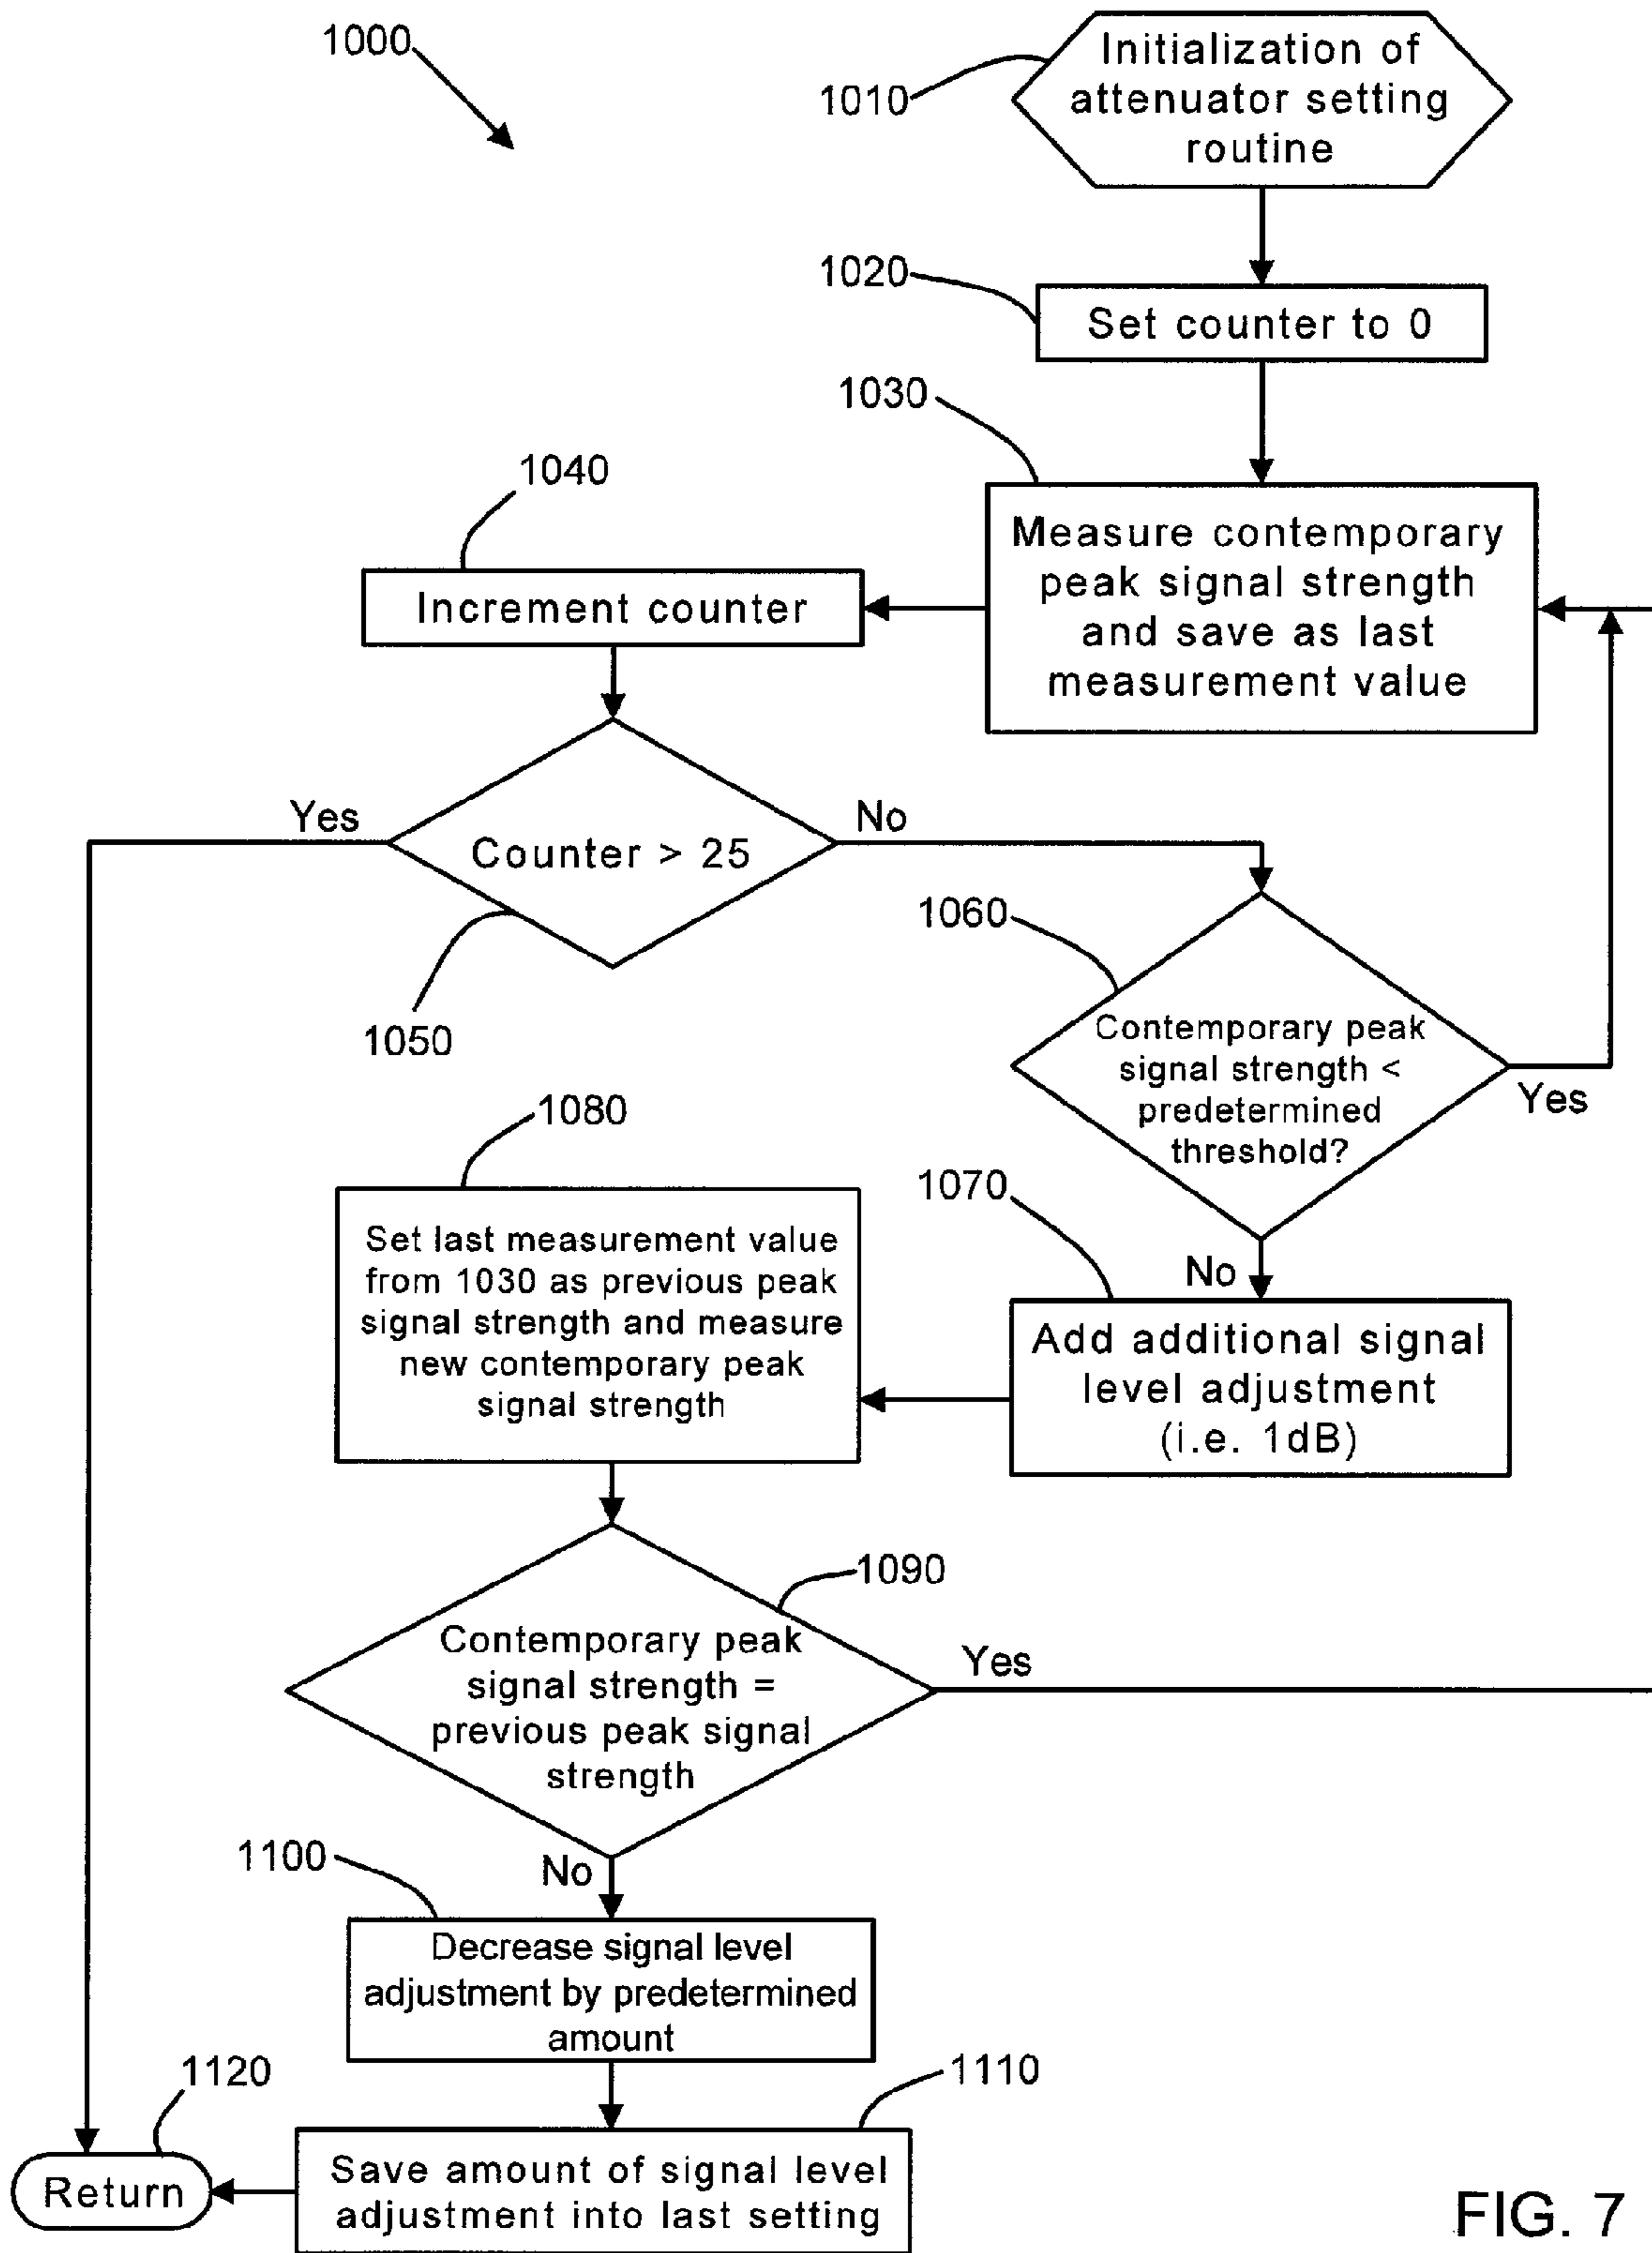 1000
1010
Initialization of
attenuator setting
routine
1020
Set counter to 0
1030
Measure contemporary
peak signal strength
and save as last
measurement value
1040
Increment counter
Yes
Counter > 25
No
1050
1060
Contemporary peak
signal strength <
predetermined
threshold?
Yes
No
1070
Add additional signal
level adjustment
(i.e. 1dB)
1080
Set last measurement value
from 1030 as previous peak
signal strength and measure
new contemporary peak
signal strength
1090
Contemporary peak
signal strength =
previous peak signal
strength
Yes
No
1100
Decrease signal level
adjustment by predetermined
amount
1110
Save amount of signal level
adjustment into last setting
1120
Return
FIG. 7